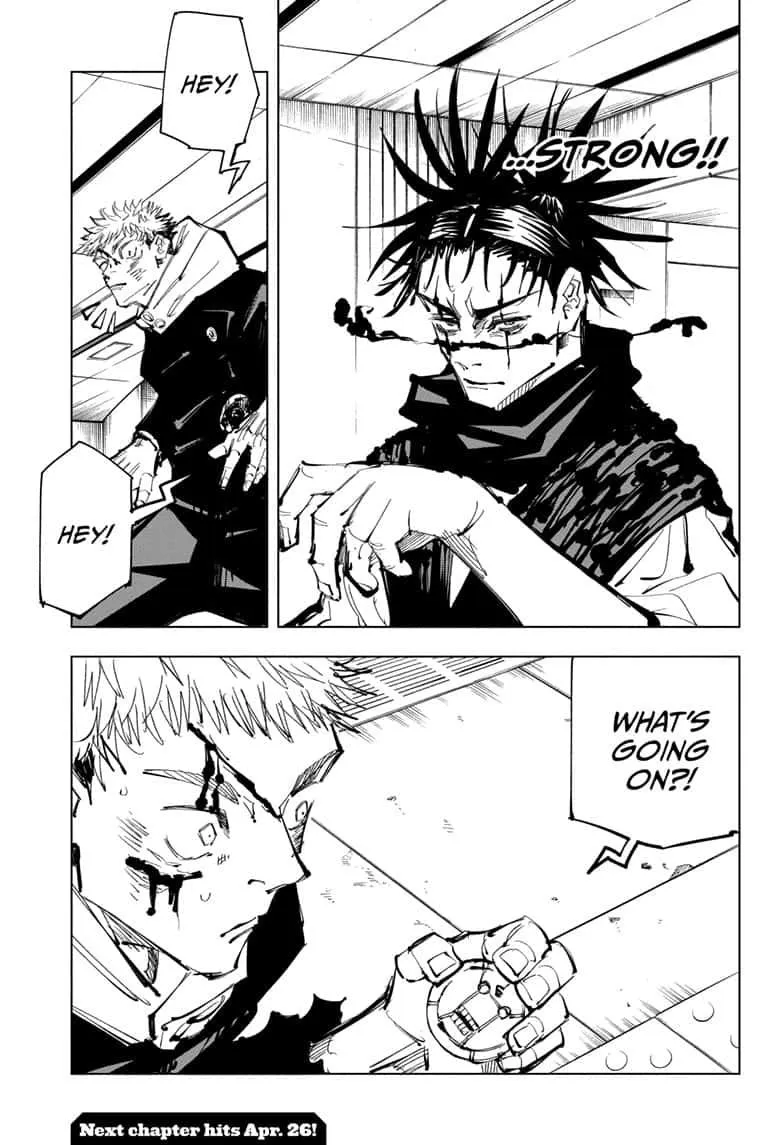 ...STRONG!!
HEY!
HEY!
WHAT'S
GOING
ON?!
Next chapter hits Apr. 26!